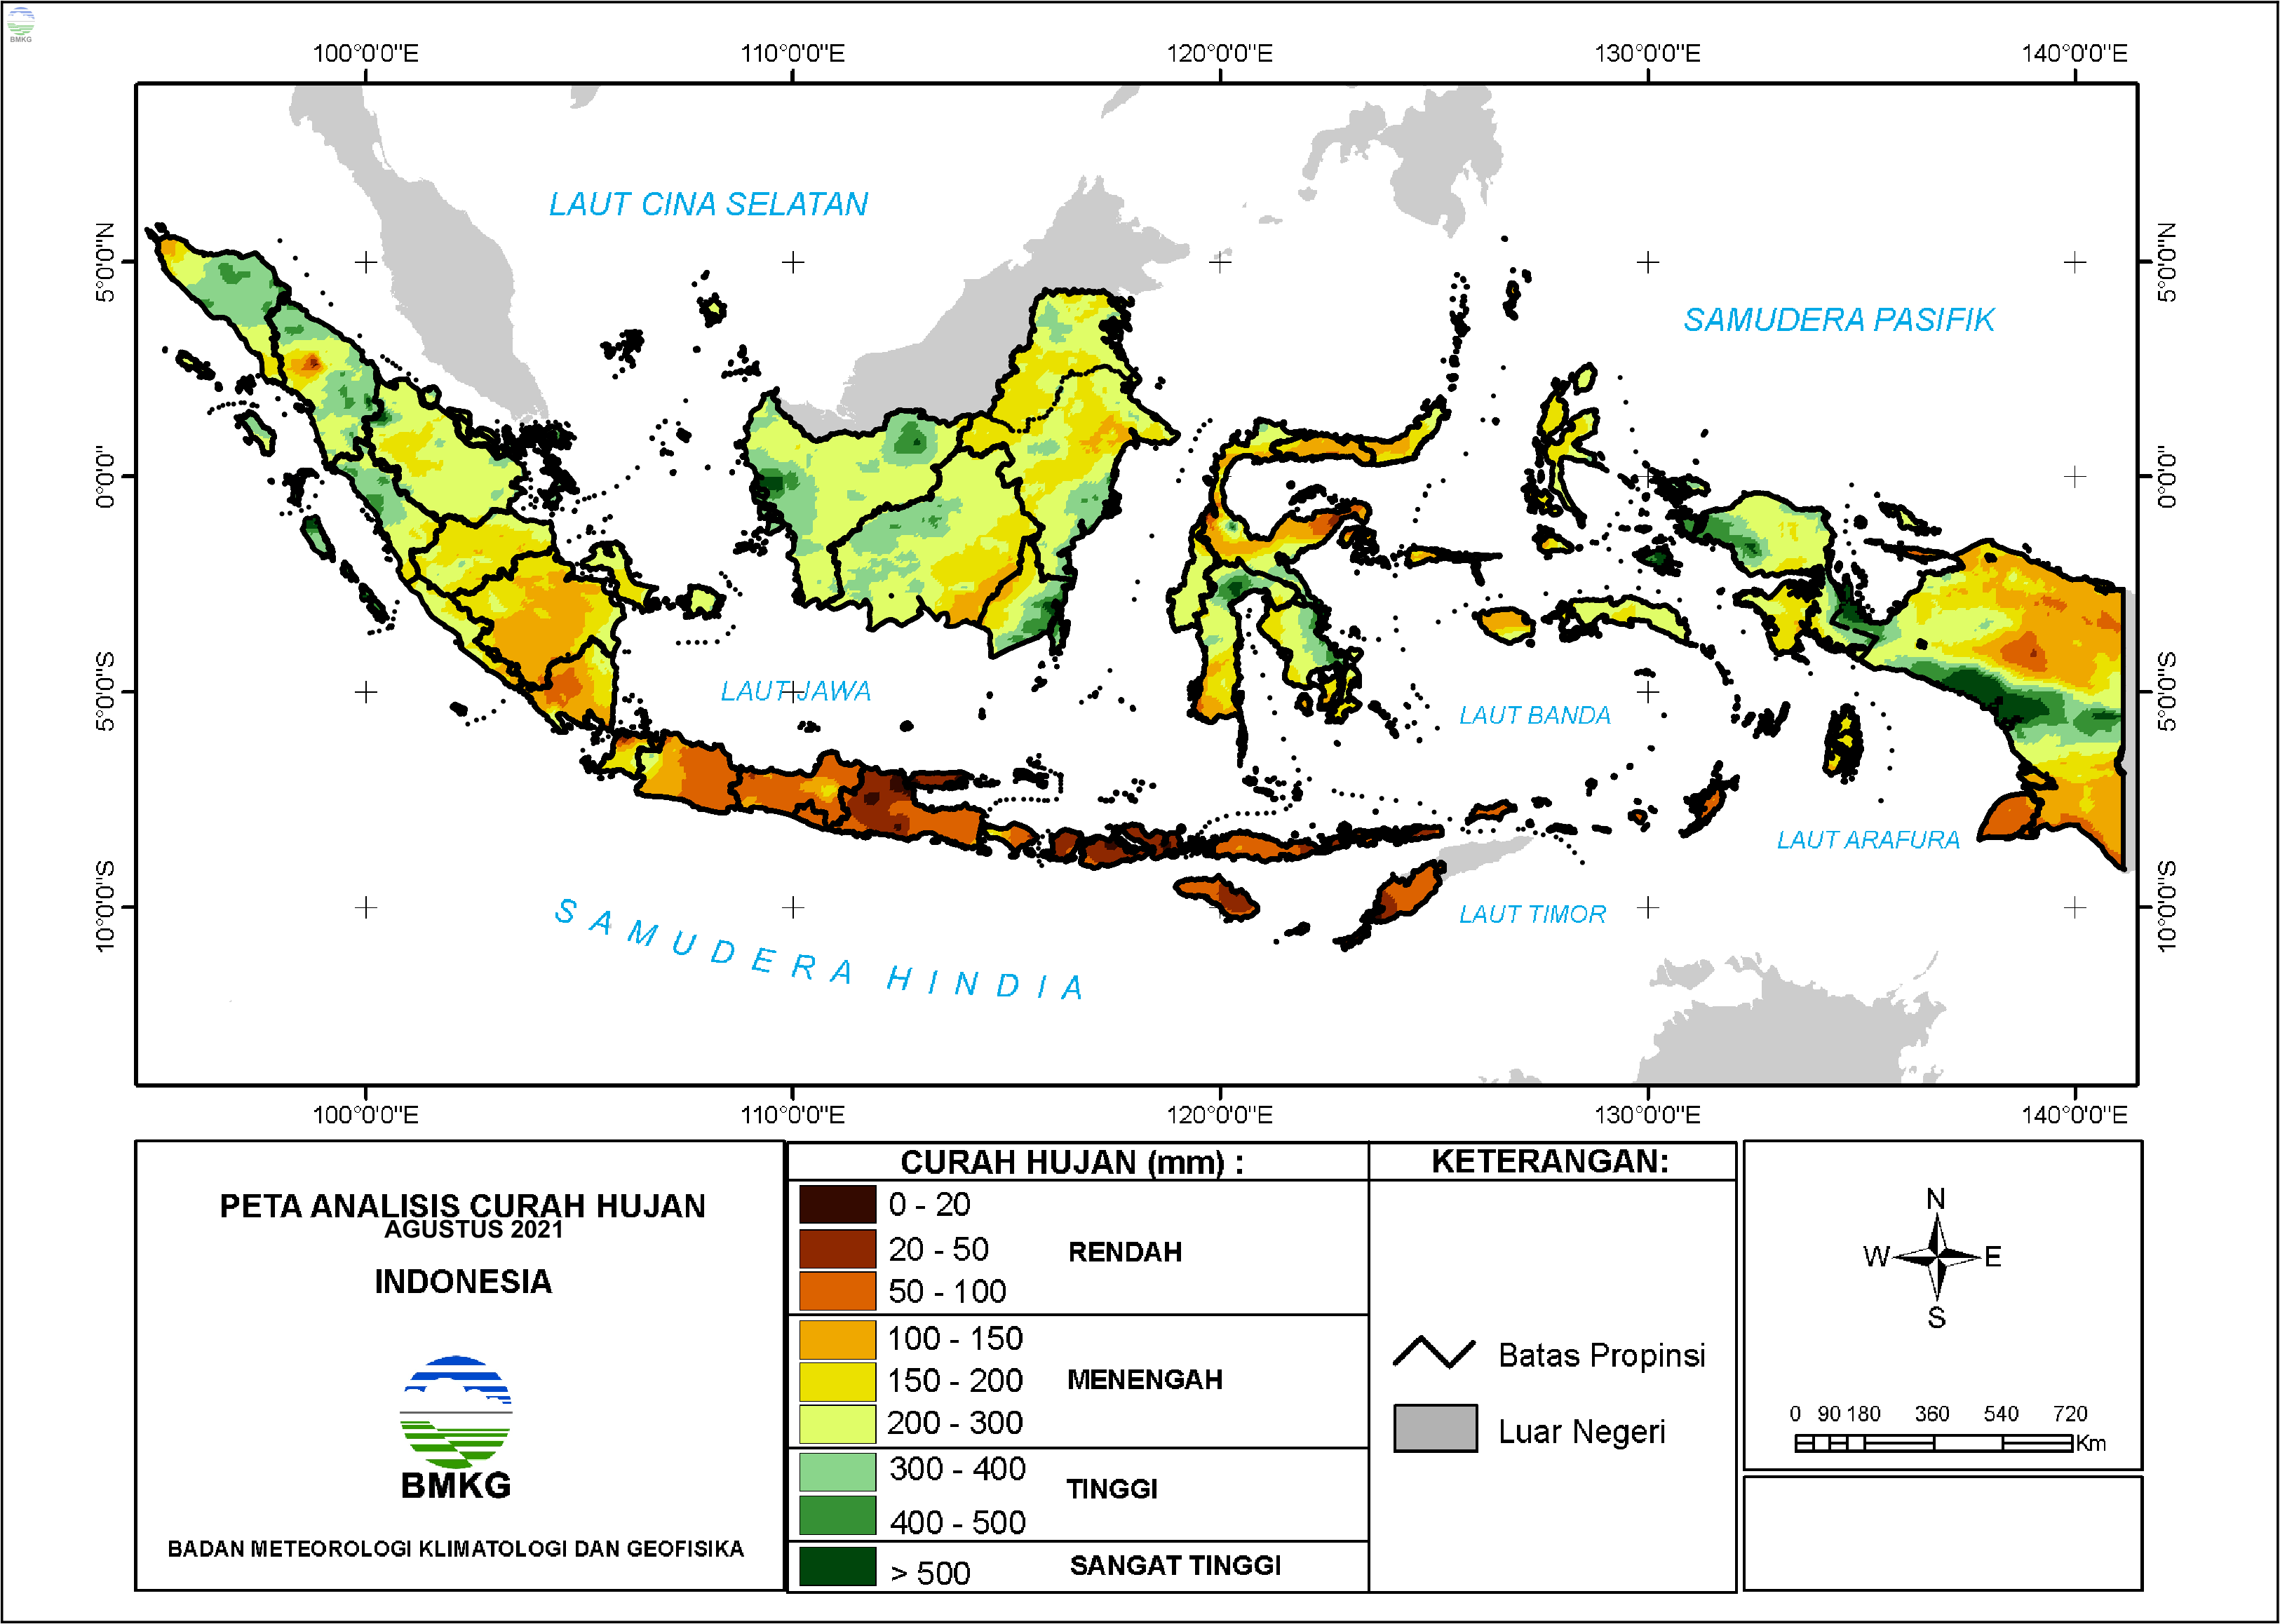 BMKG
100°0'0"E 110°0'0"E 120°0'0"E 130°0'0"E 140°0'0"E
LAUT CINA SELATAN
5°0'0"N 5°0'0"N
SAMUDERA PASIFIK
0°0'0" 0°0'0"
5°0'0"S 5°0'0"S
LAUT JAWA
LAUT BANDA
LAUT ARAFURA
10°0'0"S 10°0'0"S
LAUT TIMOR
SAMUDERA HINDIA
100°0'0"E 110°0'0"E 120°0'0"E 130°0'0"E 140°0'0"E
PETA ANALISIS CURAH HUJAN
AGUSTUS 2021
INDONESIA
BMKG
BADAN METEOROLOGI KLIMATOLOGI DAN GEOFISIKA
CURAH HUJAN (mm) :
0 - 20
20 - 50
RENDAH
50 - 100
100 - 150
150 - 200
MENENGAH
200 - 300
300 - 400
TINGGI
400 - 500
> 500
SANGAT TINGGI
KETERANGAN:
Batas Propinsi
Luar Negeri
N
W E
S
0 90 180 360 540 720
Km